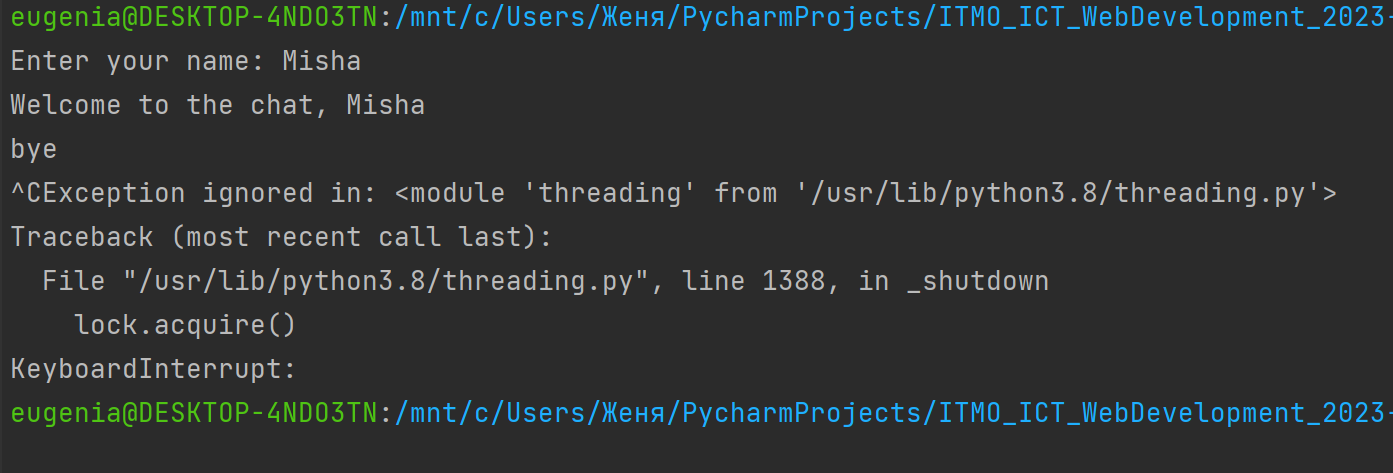 eugenia@DESKTOP-4NDO3TN:/mnt/c/Users/Женя/PycharmProjects/ITMO_ICT_WebDevelopment_2023-
Enter your name: Misha
Welcome to the chat, Misha
bye
^CException ignored in: <module 'threading' from '/usr/lib/python3.8/threading.py'>
Traceback (most recent call last):
  File "/usr/lib/python3.8/threading.py", line 1388, in _shutdown
    lock.acquire()
KeyboardInterrupt:
eugenia@DESKTOP-4NDO3TN:/mnt/c/Users/Женя/PycharmProjects/ITMO_ICT_WebDevelopment_2023-